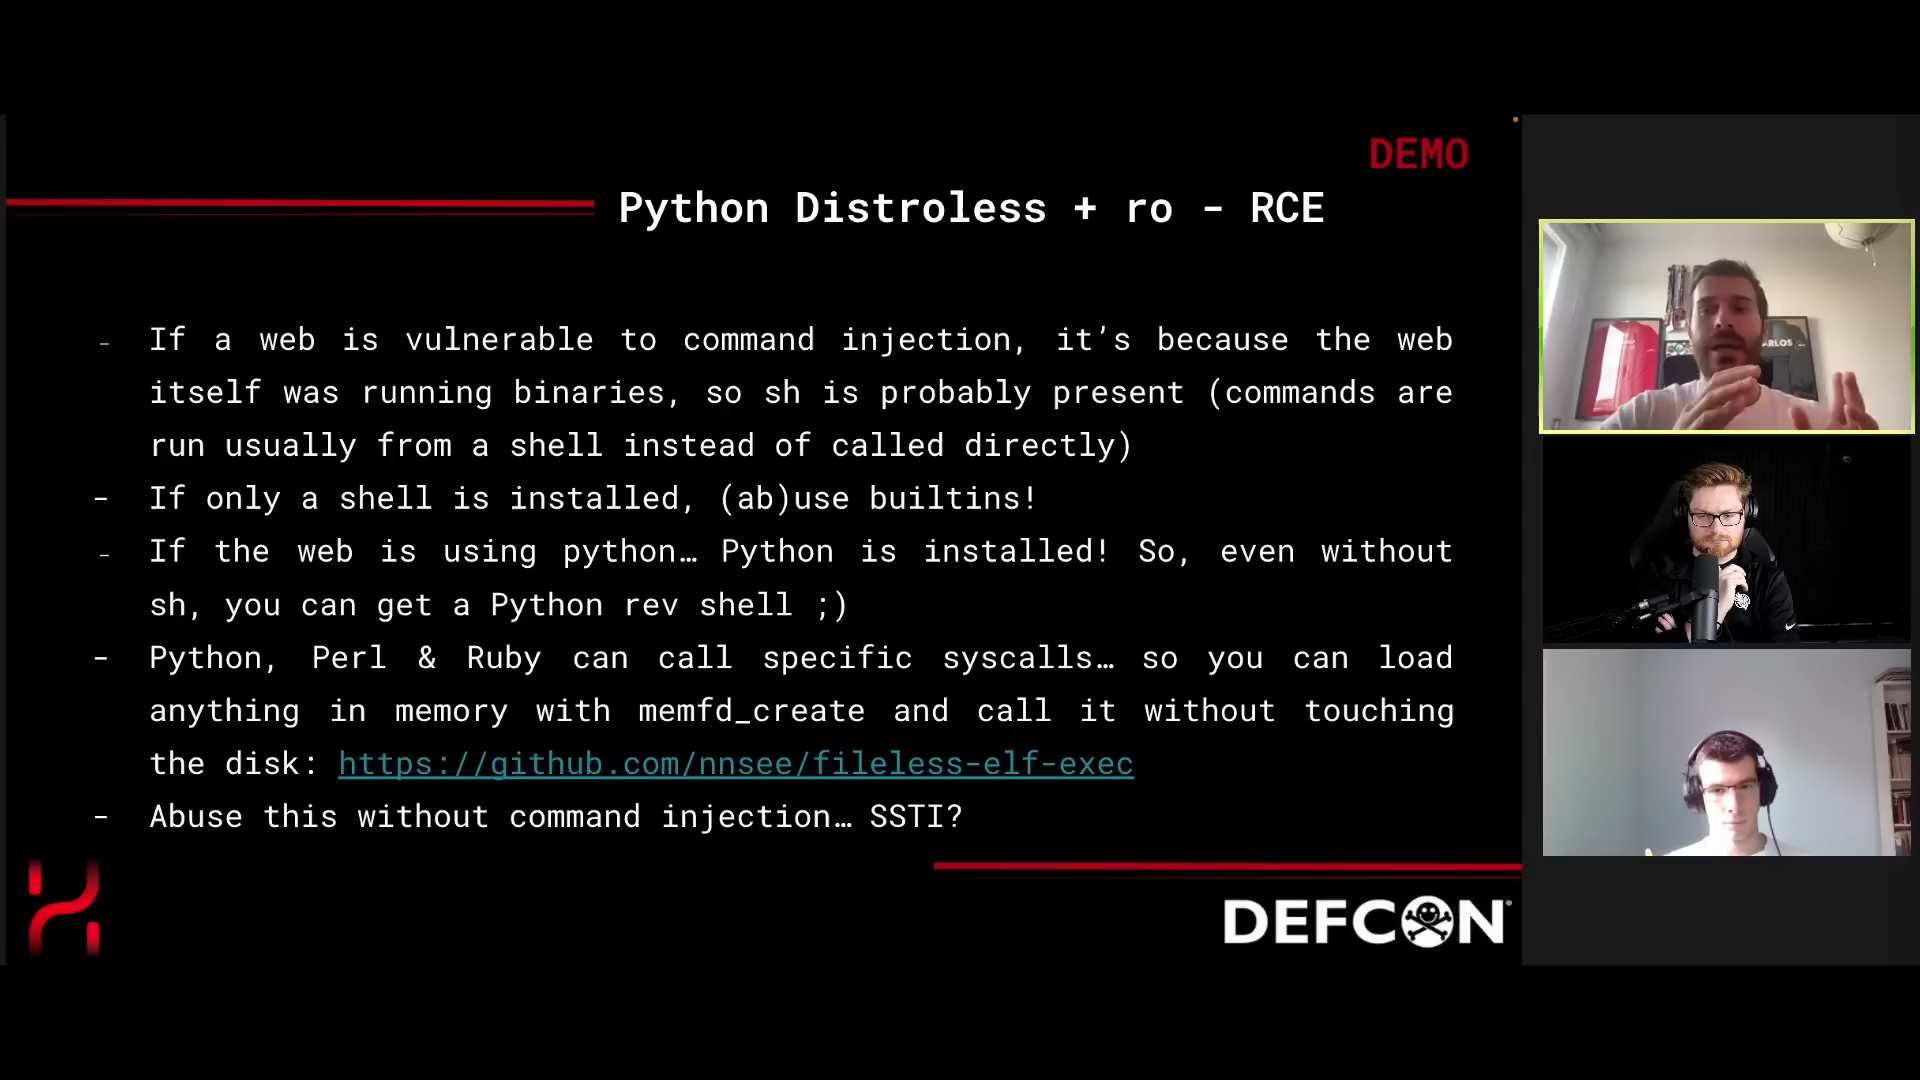 DEMO
Python Distroless + ro - RCE
- If a web is vulnerable to command injection, it’s because the web
itself was running binaries, so sh is probably present (commands are
run usually from a shell instead of called directly)
- If only a shell is installed, (ab)use builtins!
- If the web is using python… Python is installed! So, even without
sh, you can get a Python rev shell ;)
- Python, Perl & Ruby can call specific syscalls… so you can load
anything in memory with memfd_create and call it without touching
the disk: https://github.com/nnsee/fileless-elf-exec
- Abuse this without command injection… SSTI?
DEFCON
ARLOS